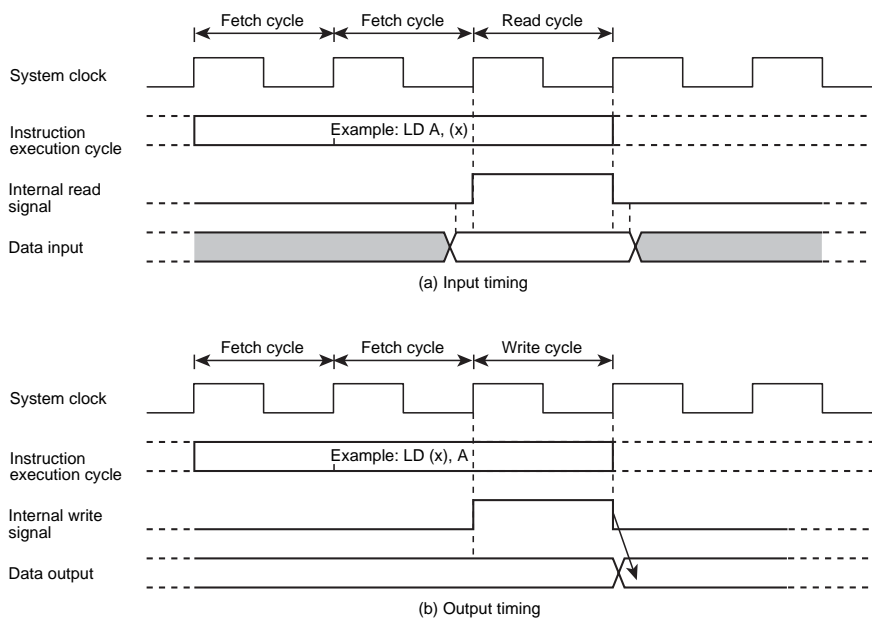 Fetch cycle Fetch cycle Read cycle
System clock
Instruction
execution cycle
Example: LD A, (x)
Internal read
signal
Data input
(a) Input timing
Fetch cycle Fetch cycle Write cycle
System clock
Instruction
execution cycle
Example: LD (x), A
Internal write
signal
Data output
(b) Output timing